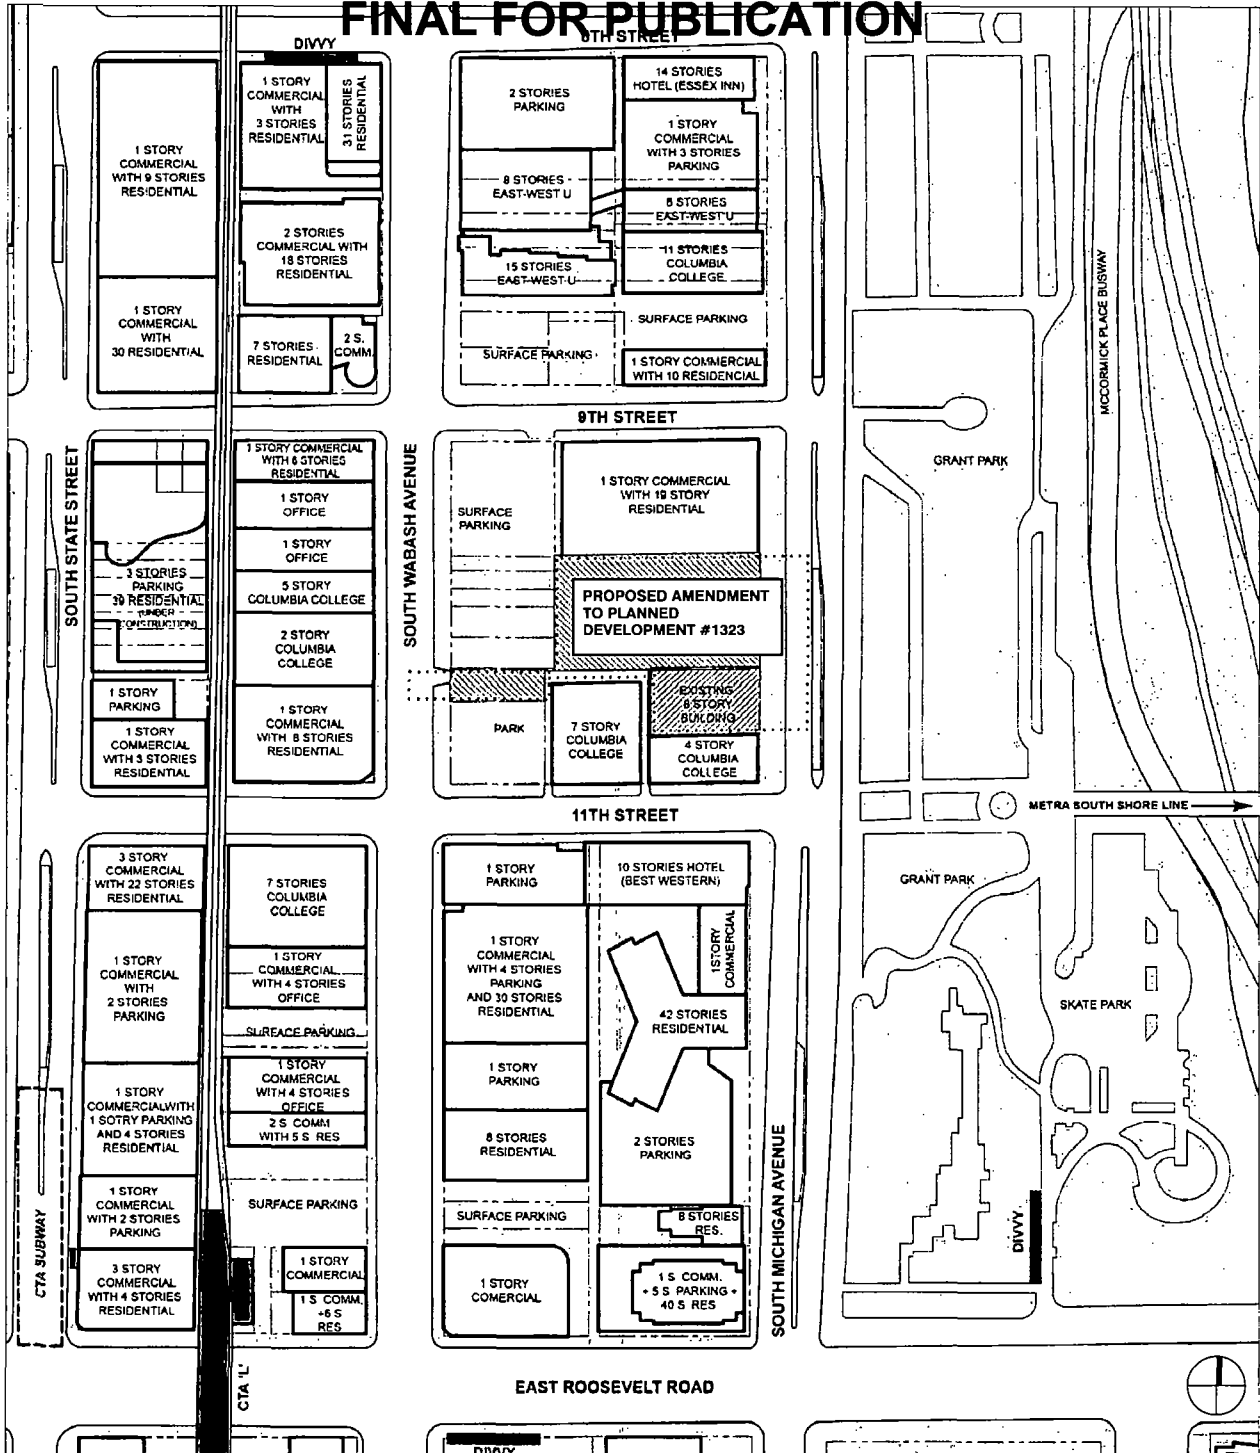 FINAL FOR PUBLICATION
8TH STREET
DIVVY
1 STORY
COMMERCIAL
WITH 9 STORIES
RESIDENTIAL
1 STORY
COMMERCIAL
WITH
3 STORIES
RESIDENTIAL
31 STORIES
RESIDENTIAL
2 STORIES
COMMERCIAL WITH
18 STORIES
RESIDENTIAL
1 STORY
COMMERCIAL
WITH
30 RESIDENTIAL
7 STORIES
RESIDENTIAL
2 S.
COMM.
2 STORIES
PARKING
14 STORIES
HOTEL (ESSEX INN)
1 STORY
COMMERCIAL
WITH 3 STORIES
PARKING
8 STORIES
EAST-WEST U
6 STORIES
EAST-WEST U
15 STORIES
EAST-WEST U
11 STORIES
COLUMBIA
COLLEGE
SURFACE PARKING
SURFACE PARKING
1 STORY COMMERCIAL
WITH 10 RESIDENCIAL
MCCORMICK PLACE BUSWAY
9TH STREET
SOUTH STATE STREET
3 STORIES
PARKING
39 RESIDENTIAL
(UNDER
CONSTRUCTION)
1 STORY
PARKING
1 STORY
COMMERCIAL
WITH 3 STORIES
RESIDENTIAL
1 STORY COMMERCIAL
WITH 6 STORIES
RESIDENTIAL
1 STORY
OFFICE
1 STORY
OFFICE
5 STORY
COLUMBIA COLLEGE
2 STORY
COLUMBIA
COLLEGE
1 STORY
COMMERCIAL
WITH 8 STORIES
RESIDENTIAL
SOUTH WABASH AVENUE
SURFACE
PARKING
1 STORY COMMERCIAL
WITH 19 STORY
RESIDENTIAL
PROPOSED AMENDMENT
TO PLANNED
DEVELOPMENT #1323
EXISTING
6 STORY
BUILDING
PARK
7 STORY
COLUMBIA
COLLEGE
4 STORY
COLUMBIA
COLLEGE
GRANT PARK
11TH STREET
METRA SOUTH SHORE LINE
3 STORY
COMMERCIAL
WITH 22 STORIES
RESIDENTIAL
7 STORIES
COLUMBIA
COLLEGE
1 STORY
COMMERCIAL
WITH
2 STORIES
PARKING
1 STORY
COMMERCIAL
WITH 4 STORIES
OFFICE
SURFACE PARKING
1 STORY
COMMERCIAL
WITH 4 STORIES
OFFICE
1 STORY
COMMERCIALWITH
1 SOTRY PARKING
AND 4 STORIES
RESIDENTIAL
2 S COMM
WITH 5 S RES
1 STORY
COMMERCIAL
WITH 2 STORIES
PARKING
SURFACE PARKING
3 STORY
COMMERCIAL
WITH 4 STORIES
RESIDENTIAL
1 STORY
COMMERCIAL
1 S COMM.
+6 S
RES
CTA SUBWAY
CTA 'L'
1 STORY
PARKING
10 STORIES HOTEL
(BEST WESTERN)
1 STORY
COMMERCIAL
WITH 4 STORIES
PARKING
AND 30 STORIES
RESIDENTIAL
1STORY
COMMERCIAL
42 STORIES
RESIDENTIAL
1 STORY
PARKING
8 STORIES
RESIDENTIAL
2 STORIES
PARKING
SURFACE PARKING
8 STORIES
RES.
1 STORY
COMERCIAL
1 S COMM.
+ 5 S PARKING +
40 S RES
SOUTH MICHIGAN AVENUE
GRANT PARK
SKATE PARK
DIVVY
EAST ROOSEVELT ROAD
DIVVY